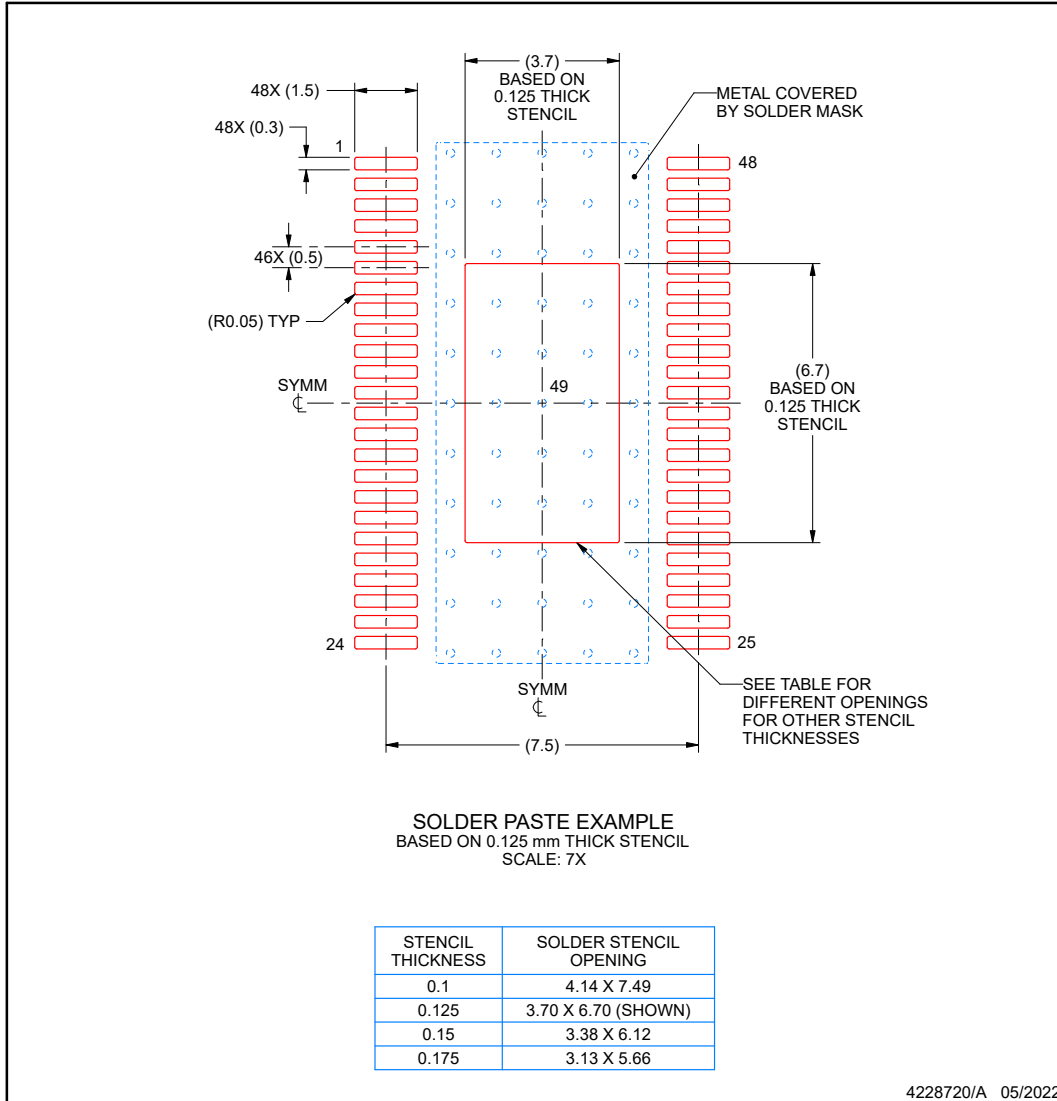 (3.7)
BASED ON
0.125 THICK
STENCIL
48X (1.5)
METAL COVERED
BY SOLDER MASK
48X (0.3)
1
48
46X (0.5)
(R0.05) TYP
SYMM
℄
49
(6.7)
BASED ON
0.125 THICK
STENCIL
24
25
SYMM
℄
SEE TABLE FOR
DIFFERENT OPENINGS
FOR OTHER STENCIL
THICKNESSES
(7.5)
SOLDER PASTE EXAMPLE
BASED ON 0.125 mm THICK STENCIL
SCALE: 7X
STENCIL
THICKNESS
SOLDER STENCIL
OPENING
0.1
4.14 X 7.49
0.125
3.70 X 6.70 (SHOWN)
0.15
3.38 X 6.12
0.175
3.13 X 5.66
4228720/A 05/2022